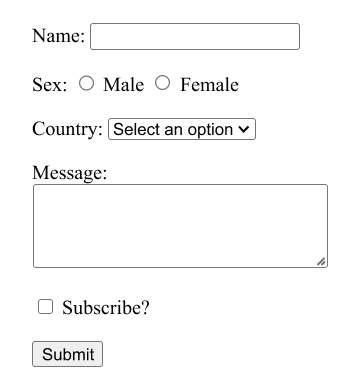 Name:
Sex: Male Female
Country: Select an option
Message:
Subscribe?
Submit